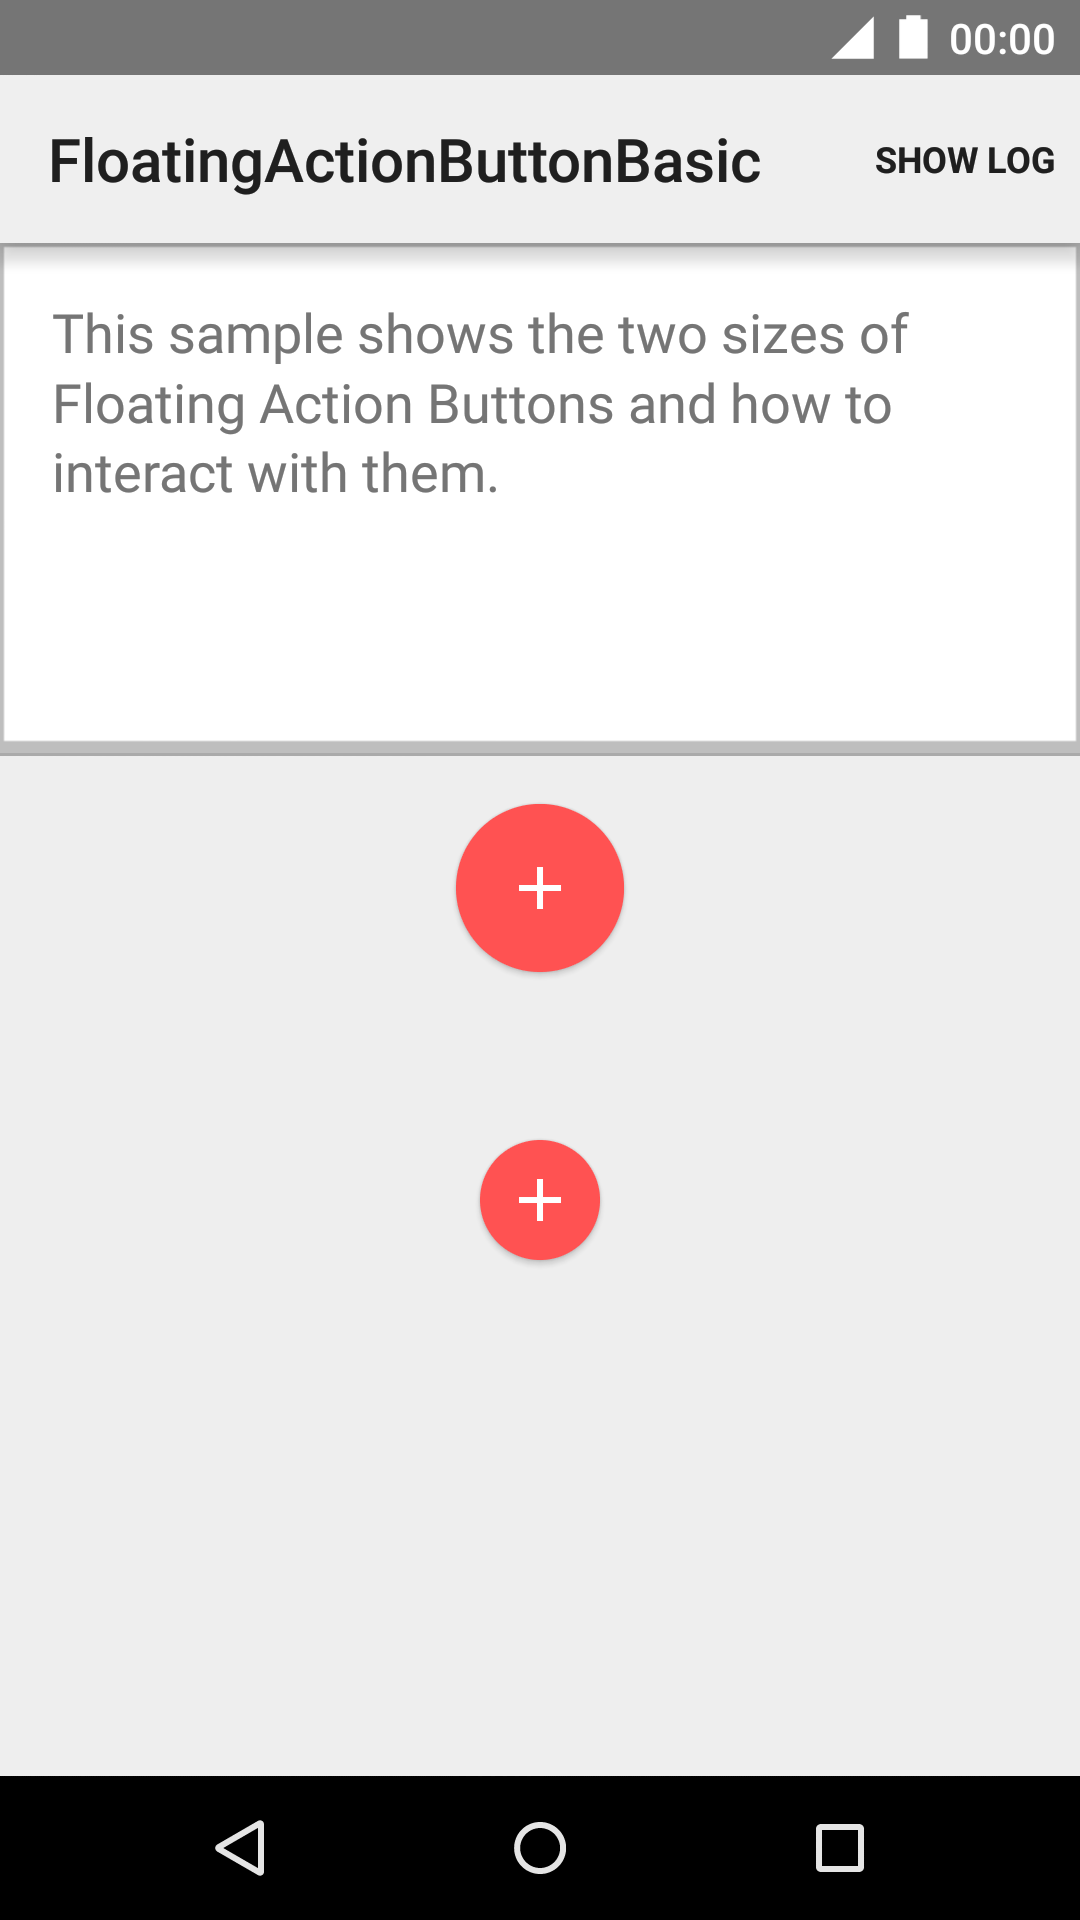 00:00
FloatingActionButtonBasic SHOW LOG
This sample shows the two sizes of
Floating Action Buttons and how to
interact with them.